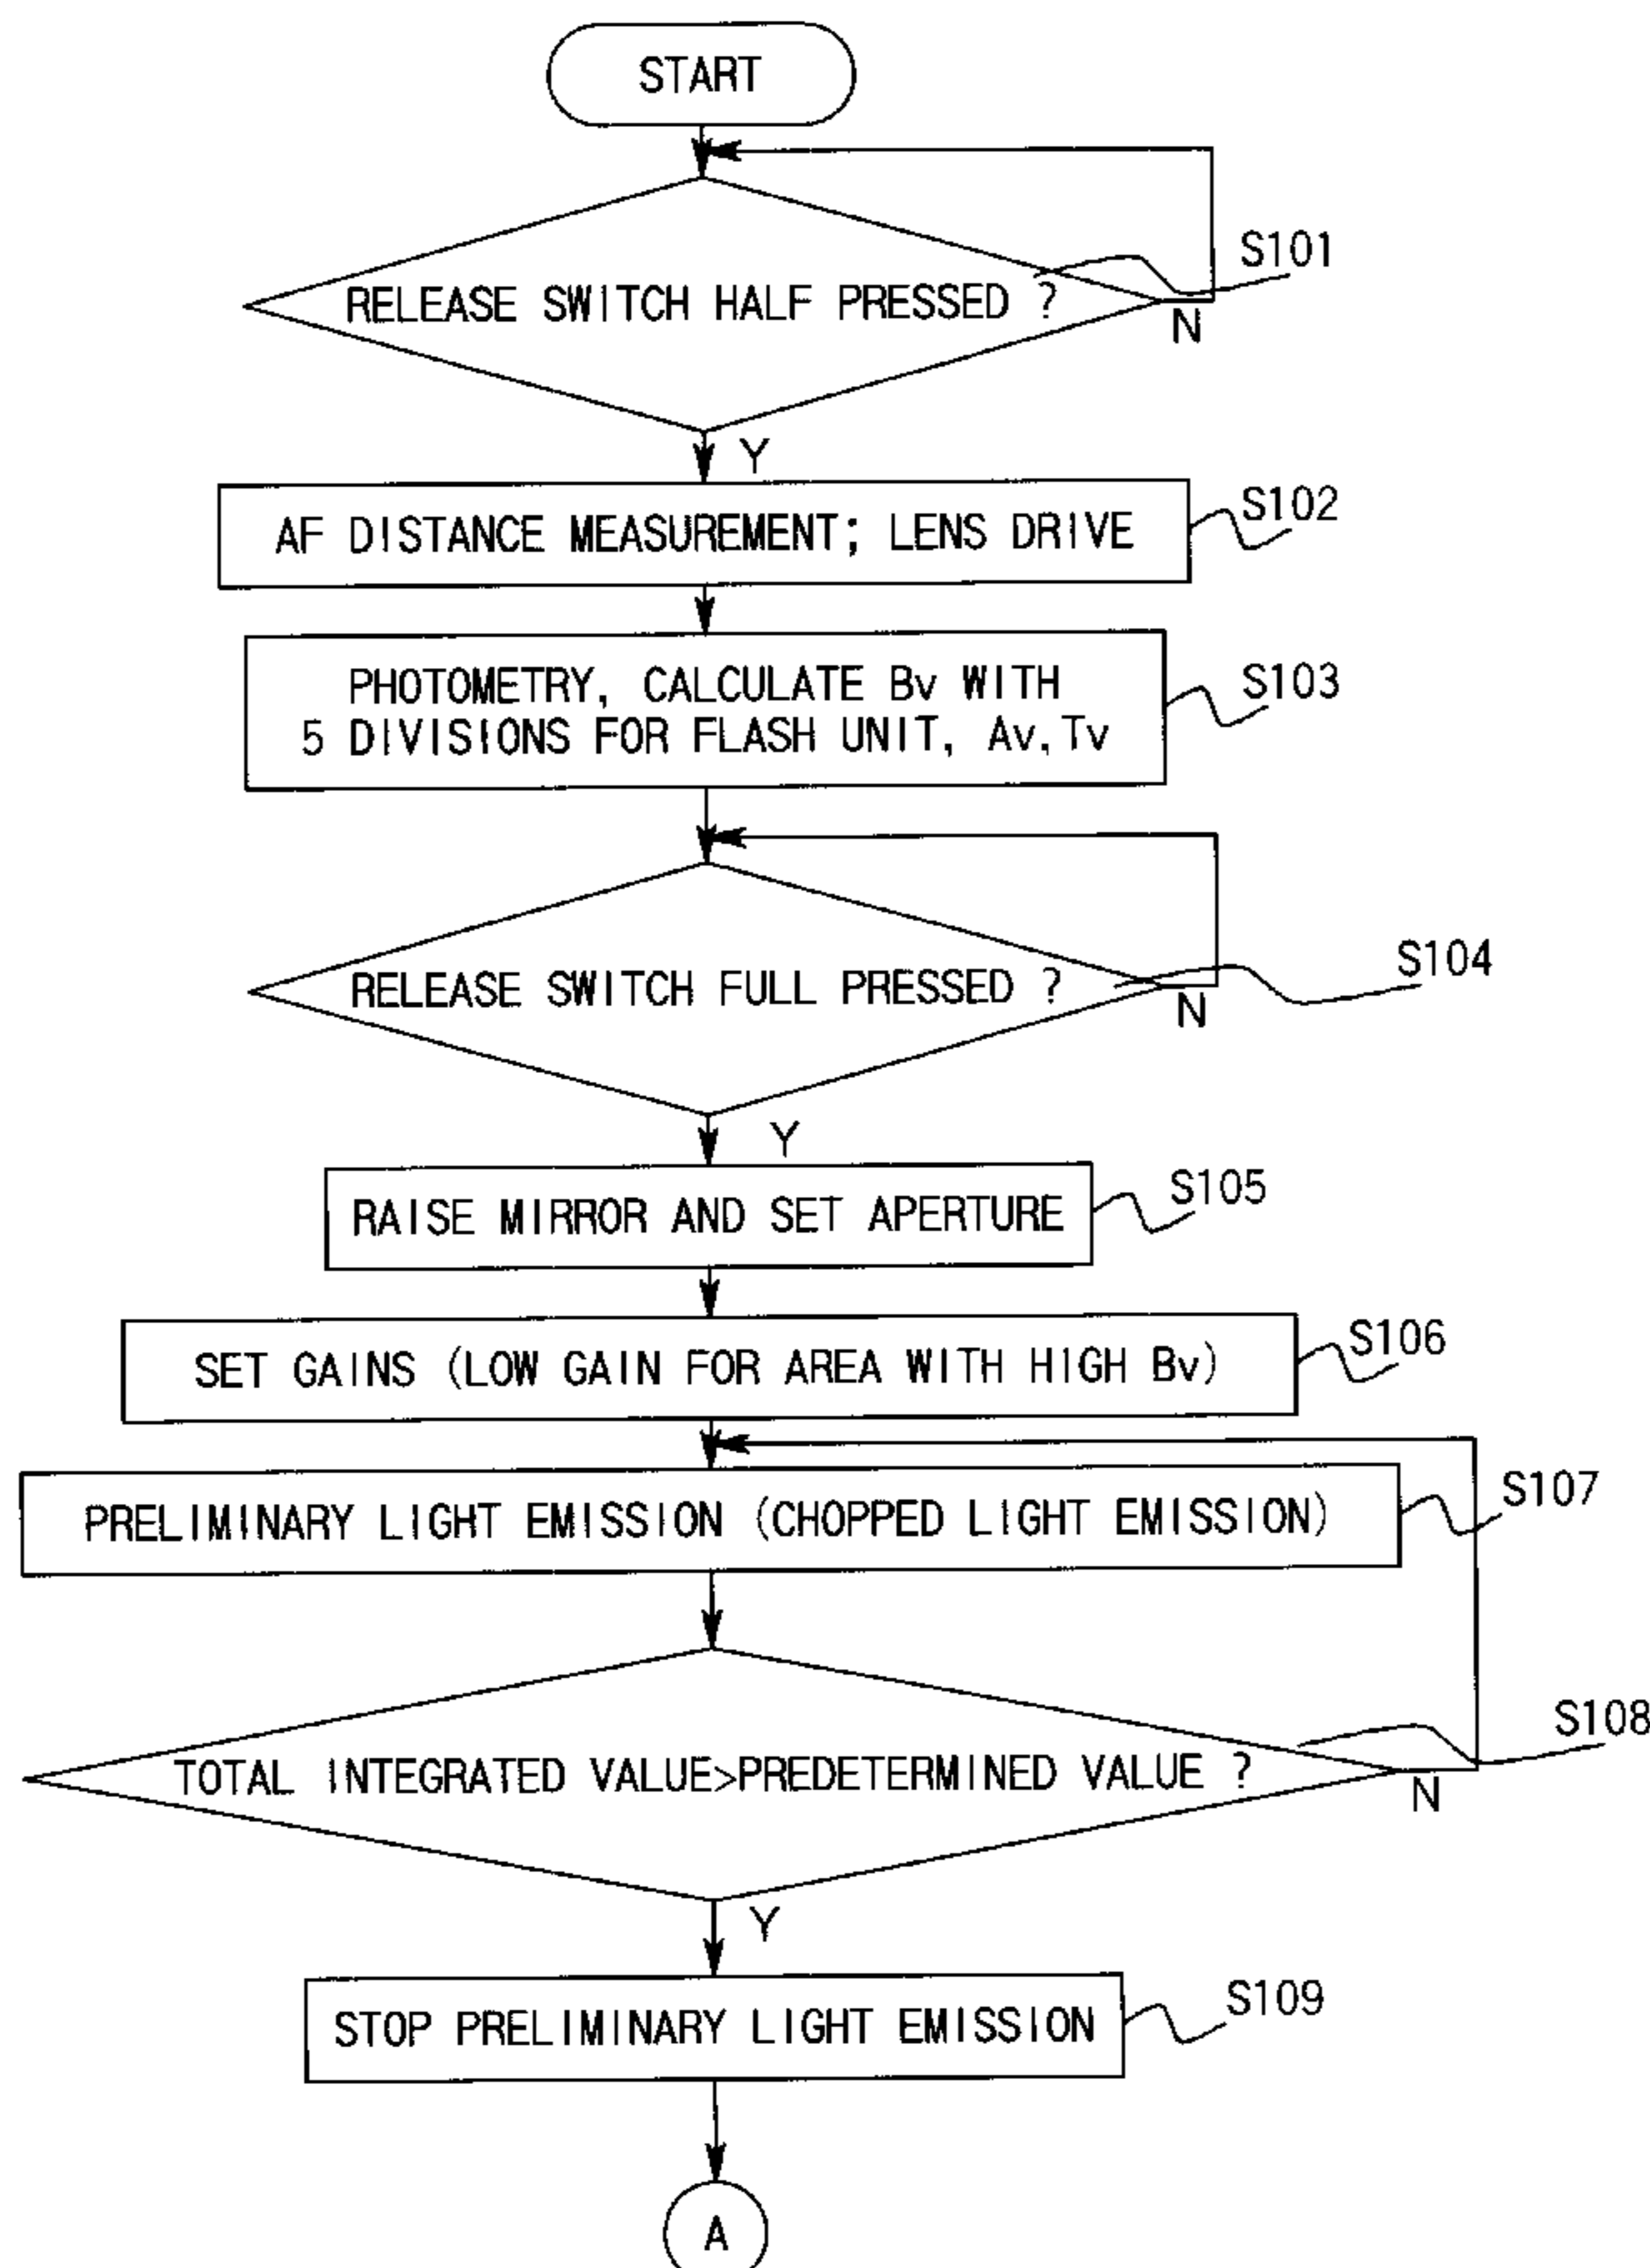 START
S101
RELEASE SWITCH HALF PRESSED ?
N
Y
S102
AF DISTANCE MEASUREMENT; LENS DRIVE
S103
PHOTOMETRY, CALCULATE Bv WITH
5 DIVISIONS FOR FLASH UNIT, Av,Tv
S104
RELEASE SWITCH FULL PRESSED ?
N
Y
S105
RAISE MIRROR AND SET APERTURE
S106
SET GAINS (LOW GAIN FOR AREA WITH HIGH Bv)
S107
PRELIMINARY LIGHT EMISSION (CHOPPED LIGHT EMISSION)
S108
TOTAL INTEGRATED VALUE>PREDETERMINED VALUE ?
N
Y
S109
STOP PRELIMINARY LIGHT EMISSION
A